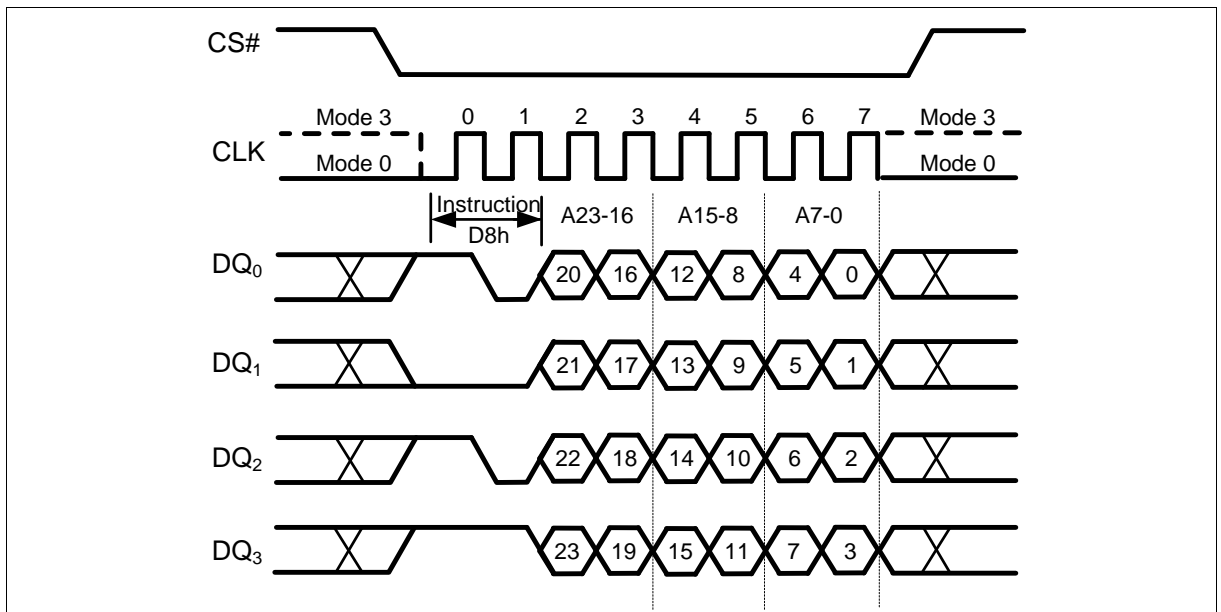 CS#
Mode 3 0 1 2 3 4 5 6 7 Mode 3
CLK
Mode 0 Mode 0
Instruction A23-16 A15-8 A7-0
D8h
DQ₀ 20 16 12 8 4 0
DQ₁ 21 17 13 9 5 1
DQ₂ 22 18 14 10 6 2
DQ₃ 23 19 15 11 7 3